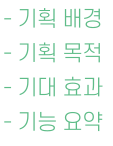 - 기획 배경
- 기획 목적
- 기대 효과
- 기능 요약